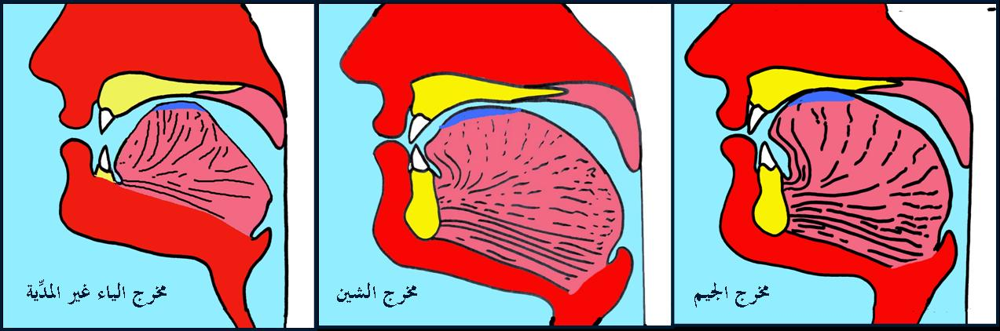 مخرج الجيم
مخرج الشين
مخرج الياء غير المدِّية